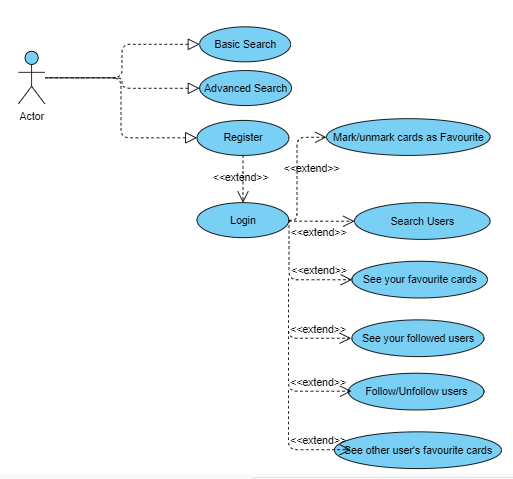 Basic Search
Advanced Search
Actor
Register
Mark/unmark cards as Favourite
<<extend>>
<<extend>>
Login
Search Users
<<extend>>
<<extend>>
See your favourite cards
<<extend>>
See your followed users
<<extend>>
Follow/Unfollow users
<<extend>>
See other user's favourite cards